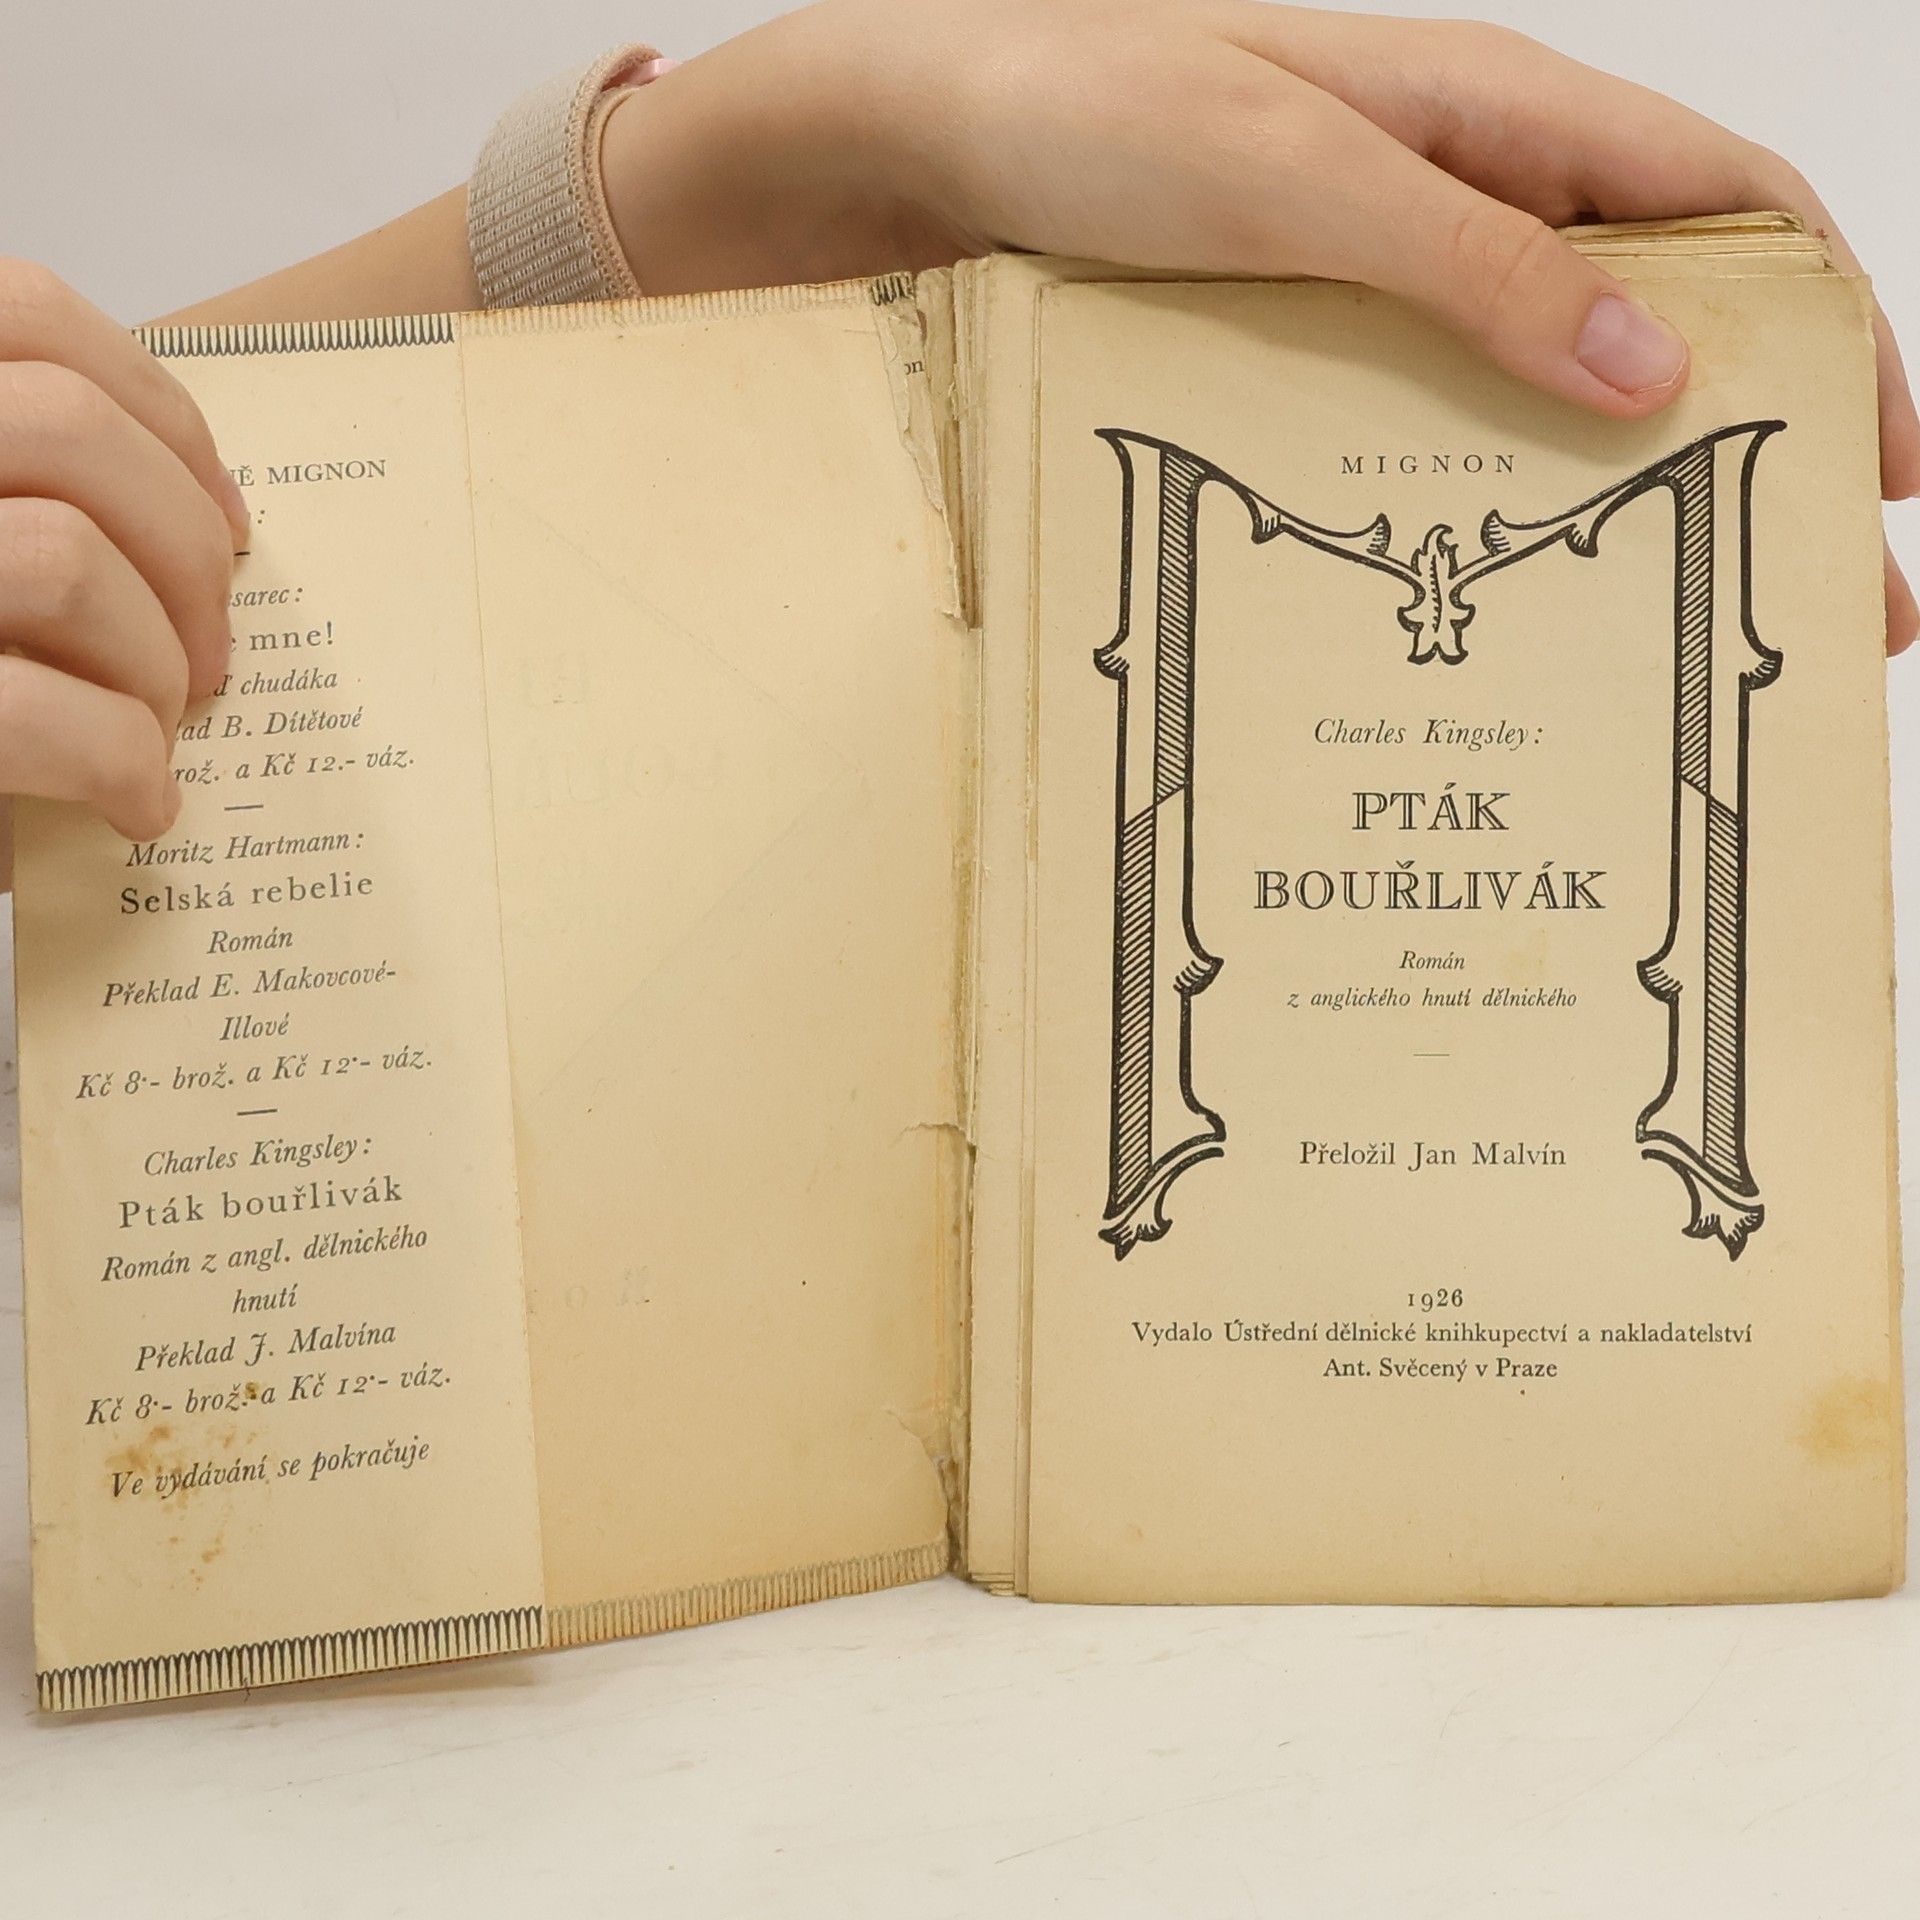 MIGNON
:
mne!
chudáka
B. Dítětové
a Kč 12.- váz.
Moritz Hartmann:
Selská rebelie
Román
Překlad E. Makovcové-
Illové
Kč 8·- brož. a Kč 12·- váz.
Charles Kingsley:
Pták bouřlivák
Román z angl. dělnického
hnutí
Překlad J. Malvína
Kč 8·- brož. a Kč 12·- váz.
Ve vydávání se pokračuje
MIGNON
Charles Kingsley:
PTÁK
BOUŘLIVÁK
Román
z anglického hnutí dělnického
Přeložil Jan Malvín
1926
Vydalo Ústřední dělnické knihkupectví a nakladatelství
Ant. Svěcený v Praze